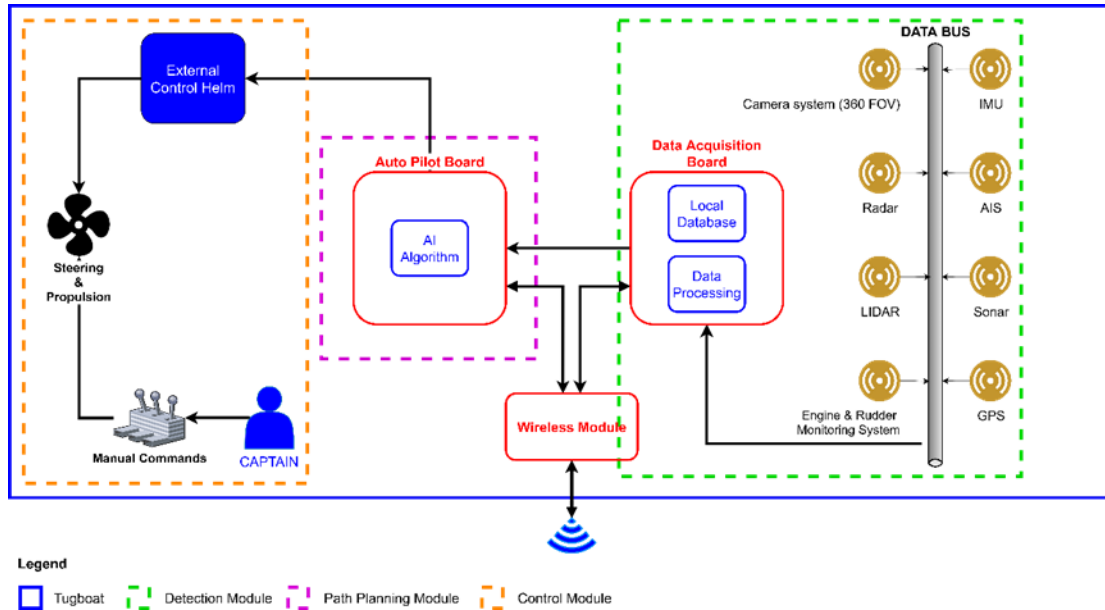 External
Control Helm
Steering
&
Propulsion
Manual Commands
CAPTAIN
Auto Pilot Board
AI
Algorithm
Data Acquisition
Board
Local
Database
Data
Processing
Wireless Module
DATA BUS
Camera system (360 FOV)
IMU
Radar
AIS
LIDAR
Sonar
Engine & Rudder
Monitoring System
GPS
Legend
Tugboat
Detection Module
Path Planning Module
Control Module